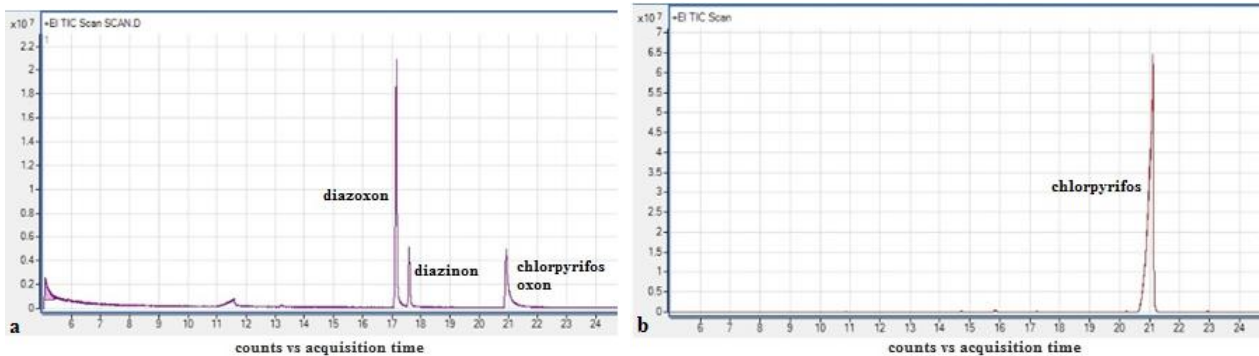 +EI TIC Scan SCAN.D
x10 7
1
2.2
2
1.8
1.6
1.4
1.2
1
0.8
0.6
0.4
0.2
0
diazoxon
diazinon
chlorpyrifos
oxon
6 7 8 9 10 11 12 13 14 15 16 17 18 19 20 21 22 23 24
a
counts vs acquisition time
+EI TIC Scan
x10 7
7
6.5
6
5.5
5
4.5
4
3.5
3
2.5
2
1.5
1
0.5
0
chlorpyrifos
6 7 8 9 10 11 12 13 14 15 16 17 18 19 20 21 22 23 24
b
counts vs acquisition time